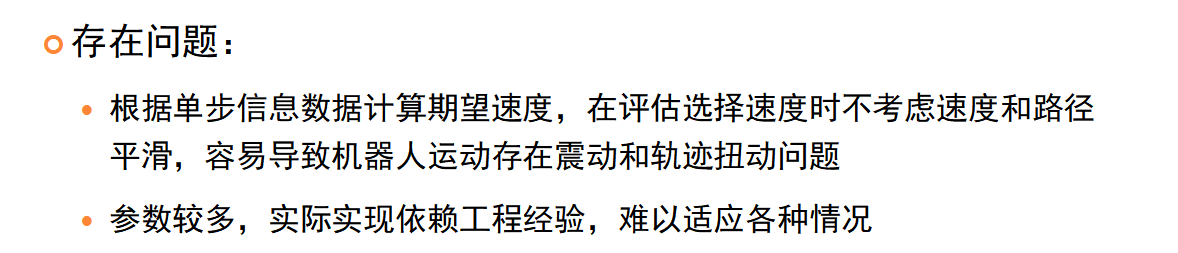 存在问题：
根据单步信息数据计算期望速度，在评估选择速度时不考虑速度和路径
平滑，容易导致机器人运动存在震动和轨迹扭动问题
参数较多，实际实现依赖工程经验，难以适应各种情况